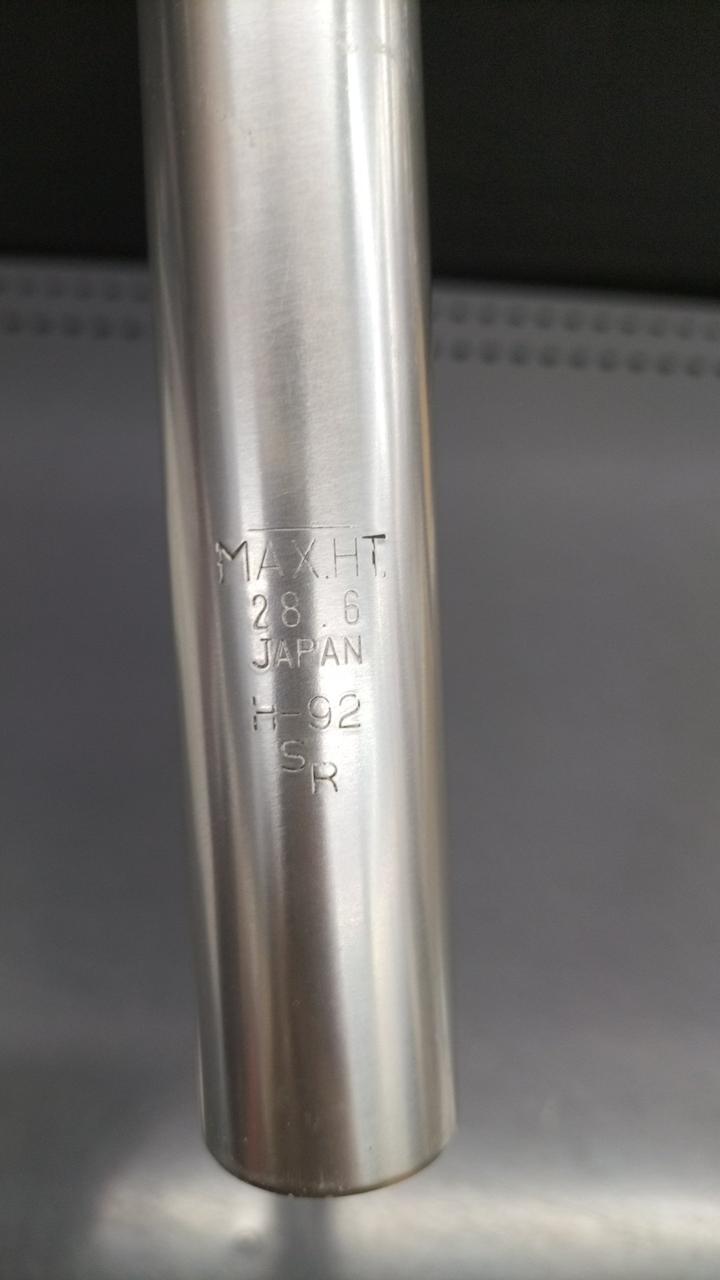 MAX.HT.
28.6
JAPAN
H-92
SR